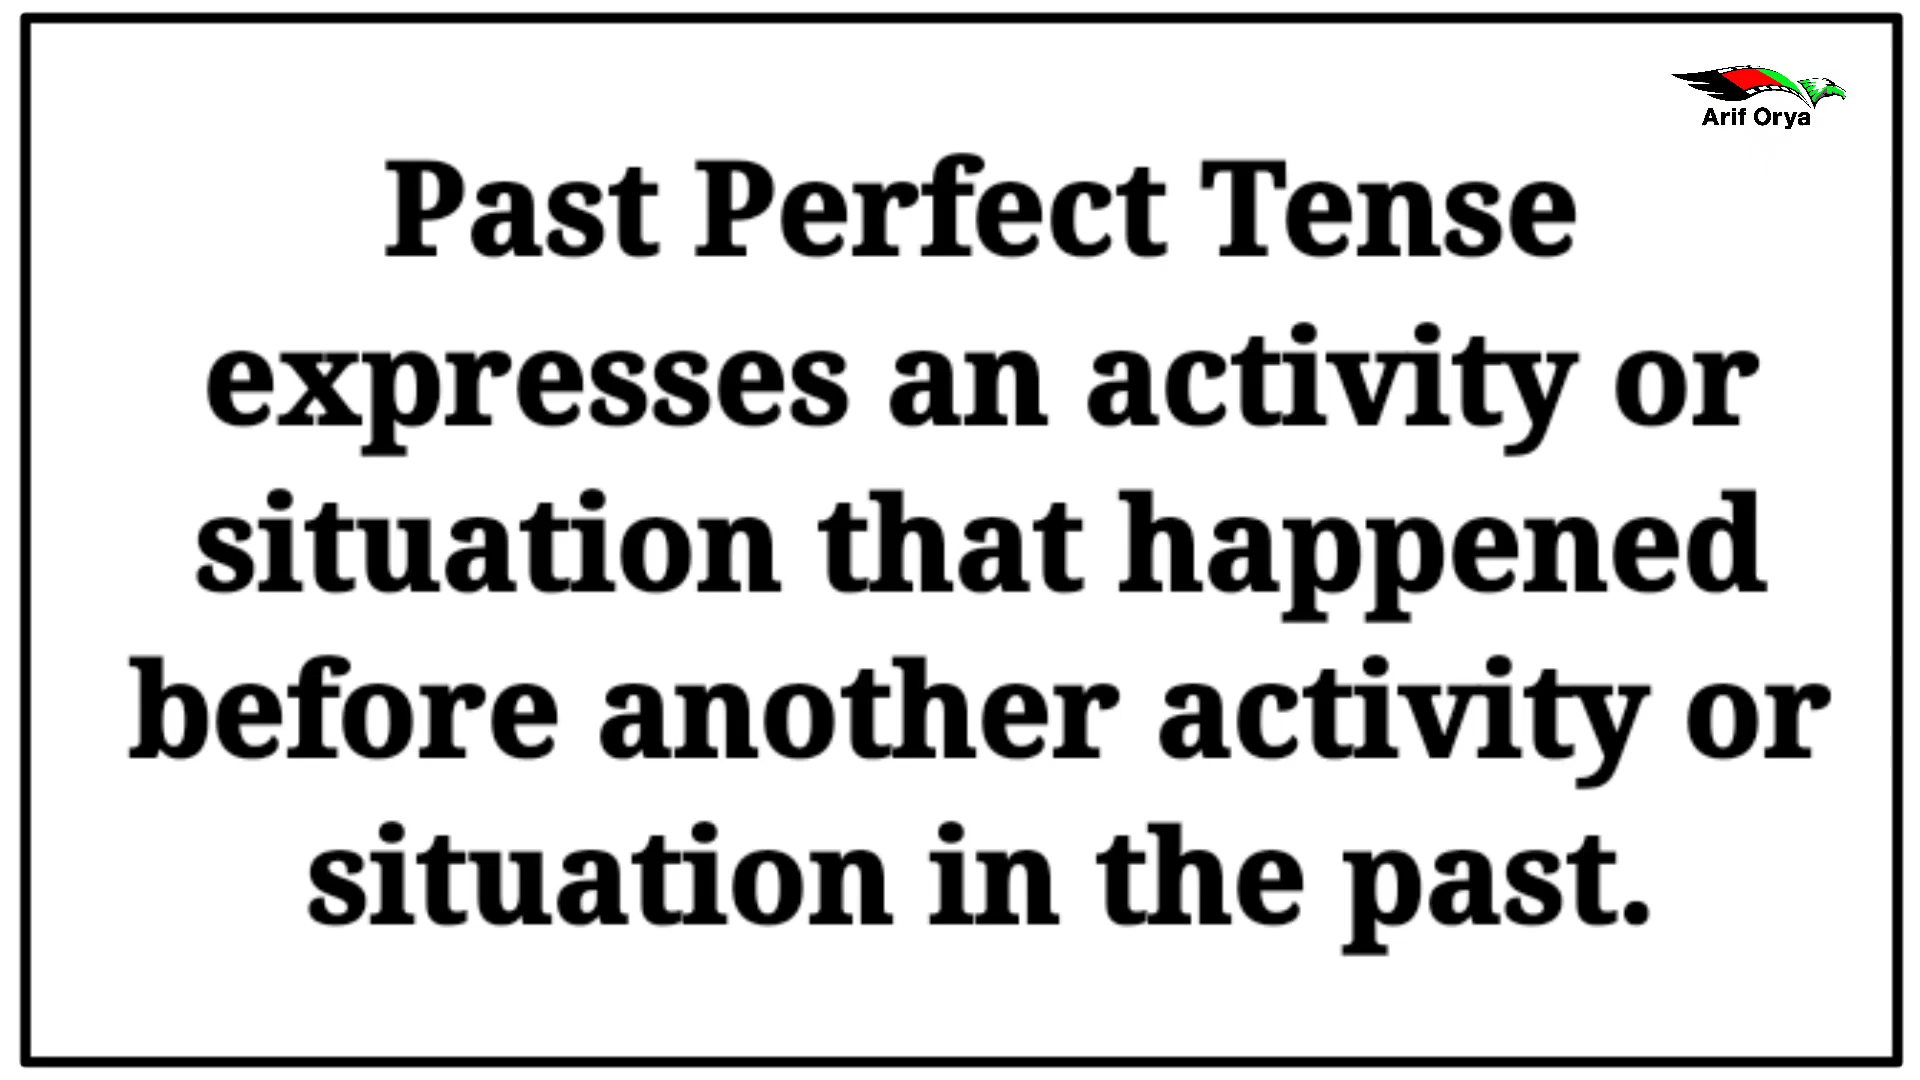 Arif Orya
Past Perfect Tense
expresses an activity or
situation that happened
before another activity or
situation in the past.